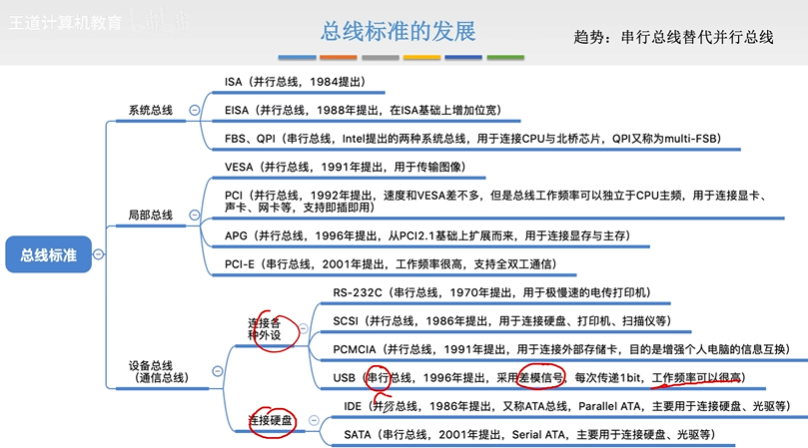 王道计算机教育
总线标准的发展
趋势：串行总线替代并行总线
总线标准
系统总线
ISA（并行总线，1984提出）
EISA（并行总线，1988年提出，在ISA基础上增加位宽）
FBS、QPI（串行总线，Intel提出的两种系统总线，用于连接CPU与北桥芯片，QPI又称为multi-FSB）
局部总线
VESA（并行总线，1991年提出，用于传输图像）
PCI（并行总线，1992年提出，速度和VESA差不多，但是总线工作频率可以独立于CPU主频，用于连接显卡、
声卡、网卡等，支持即插即用）
APG（并行总线，1996年提出，从PCI2.1基础上扩展而来，用于连接显存与主存）
PCI-E（串行总线，2001年提出，工作频率很高，支持全双工通信）
设备总线
（通信总线）
连接各
种外设
RS-232C（串行总线，1970年提出，用于极慢速的电传打印机）
SCSI（并行总线，1986年提出，用于连接硬盘、打印机、扫描仪等）
PCMCIA（并行总线，1991年提出，用于连接外部存储卡，目的是增强个人电脑的信息互换）
USB（串行总线，1996年提出，采用差模信号，每次传递1bit，工作频率可以很高）
连接硬盘
IDE（并行总线，1986年提出，又称ATA总线，Parallel ATA，主要用于连接硬盘、光驱等）
SATA（串行总线，2001年提出，Serial ATA，主要用于连接硬盘、光驱等）